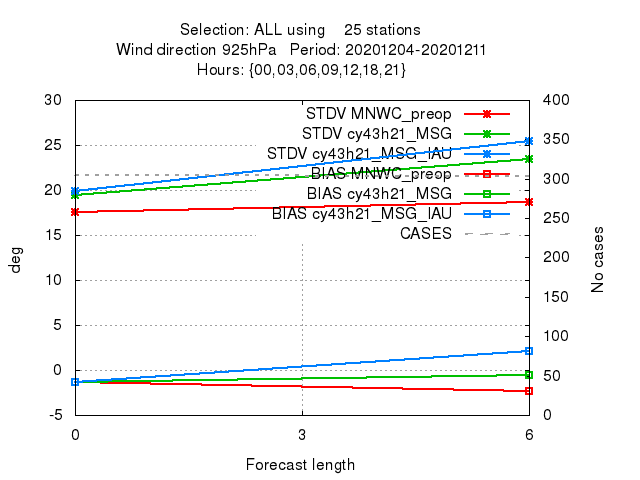 Selection: ALL using 25 stations
Wind direction 925hPa Period: 20201204-20201211
Hours: {00,03,06,09,12,18,21}
30
25
20
15
10
5
0
-5
deg
STDV MNWC_preop
STDV cy43h21_MSG
STDV cy43h21_MSG_IAU
BIAS MNWC_preop
BIAS cy43h21_MSG
BIAS cy43h21_MSG_IAU
CASES
400
350
300
250
200
150
100
50
0
No cases
0 3 6
Forecast length